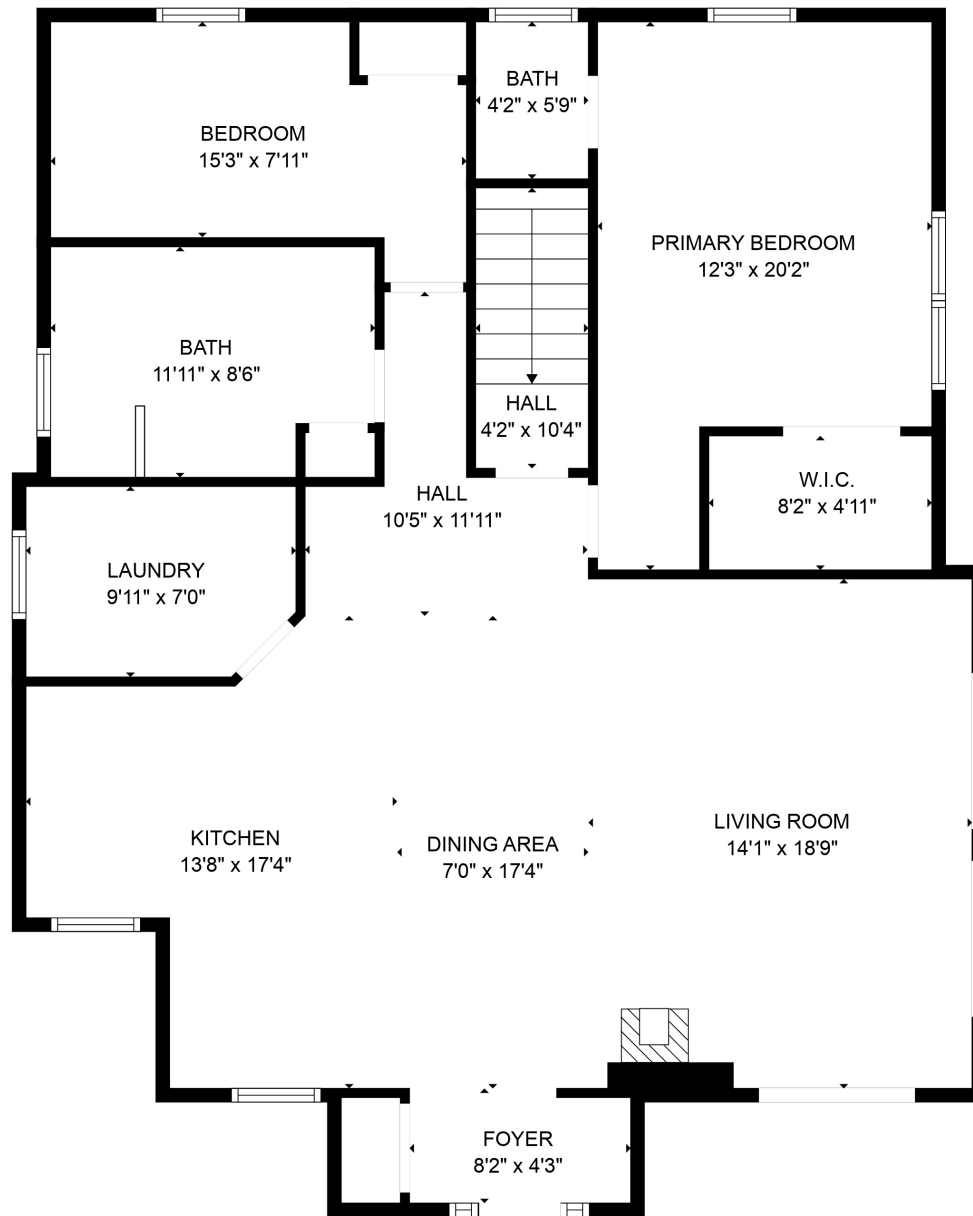 BATH
4'2" x 5'9"
BEDROOM
15'3" x 7'11"
PRIMARY BEDROOM
12'3" x 20'2"
BATH
11'11" x 8'6"
HALL
4'2" x 10'4"
W.I.C.
8'2" x 4'11"
HALL
10'5" x 11'11"
LAUNDRY
9'11" x 7'0"
LIVING ROOM
14'1" x 18'9"
KITCHEN
13'8" x 17'4"
DINING AREA
7'0" x 17'4"
FOYER
8'2" x 4'3"